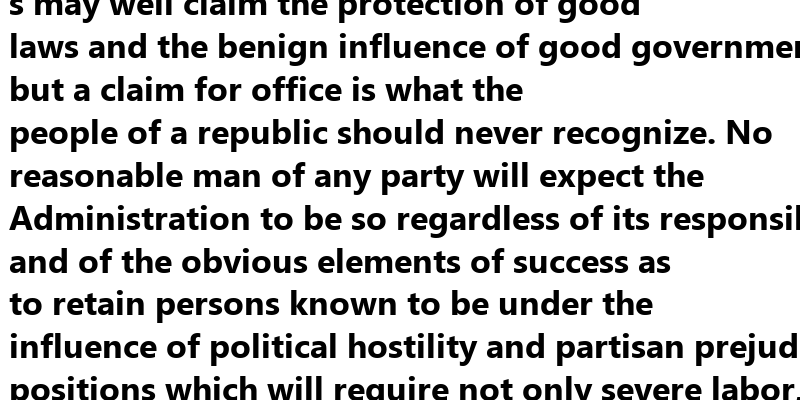 s may well claim the protection of good
laws and the benign influence of good governmen
but a claim for office is what the
people of a republic should never recognize. No
reasonable man of any party will expect the
Administration to be so regardless of its responsil
and of the obvious elements of success as
to retain persons known to be under the
influence of political hostility and partisan prejud
positions which will require not only severe labor,